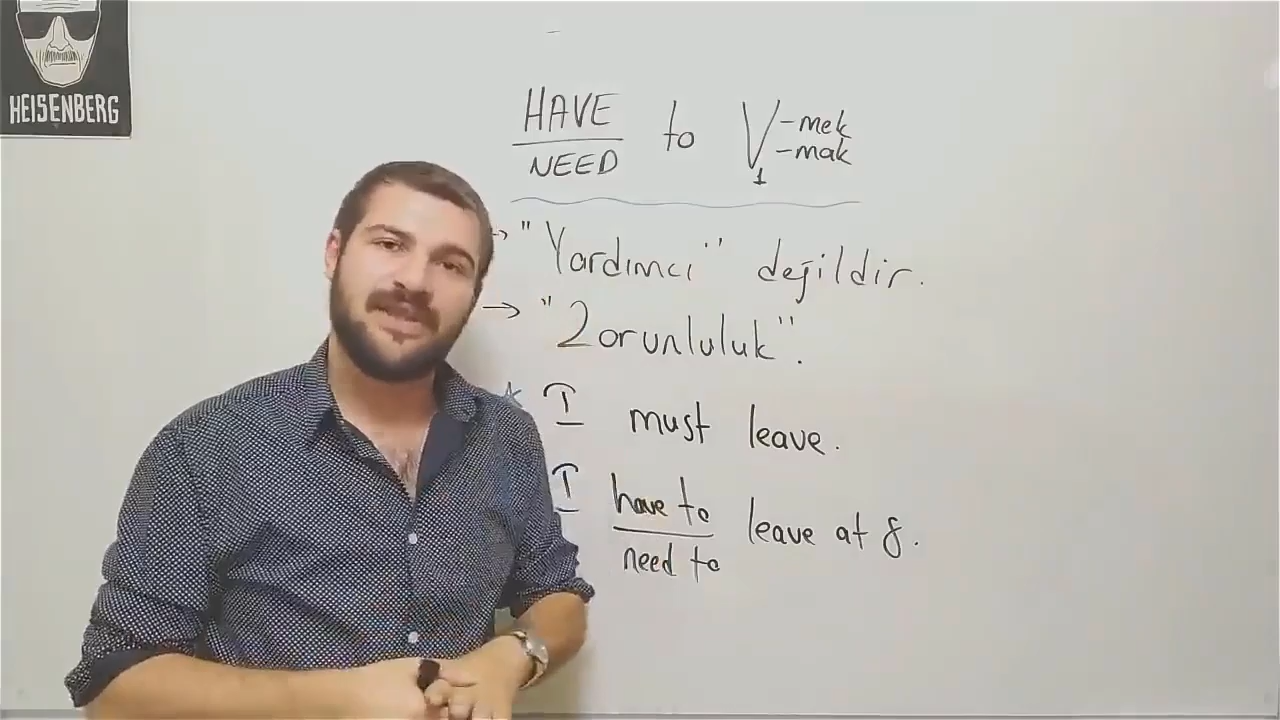 HEISENBERG
HAVE to V1 -mek
NEED -mak
→ "Yardımcı" değildir.
→ "Zorunluluk".
* I must leave.
I have to leave at 8.
need to